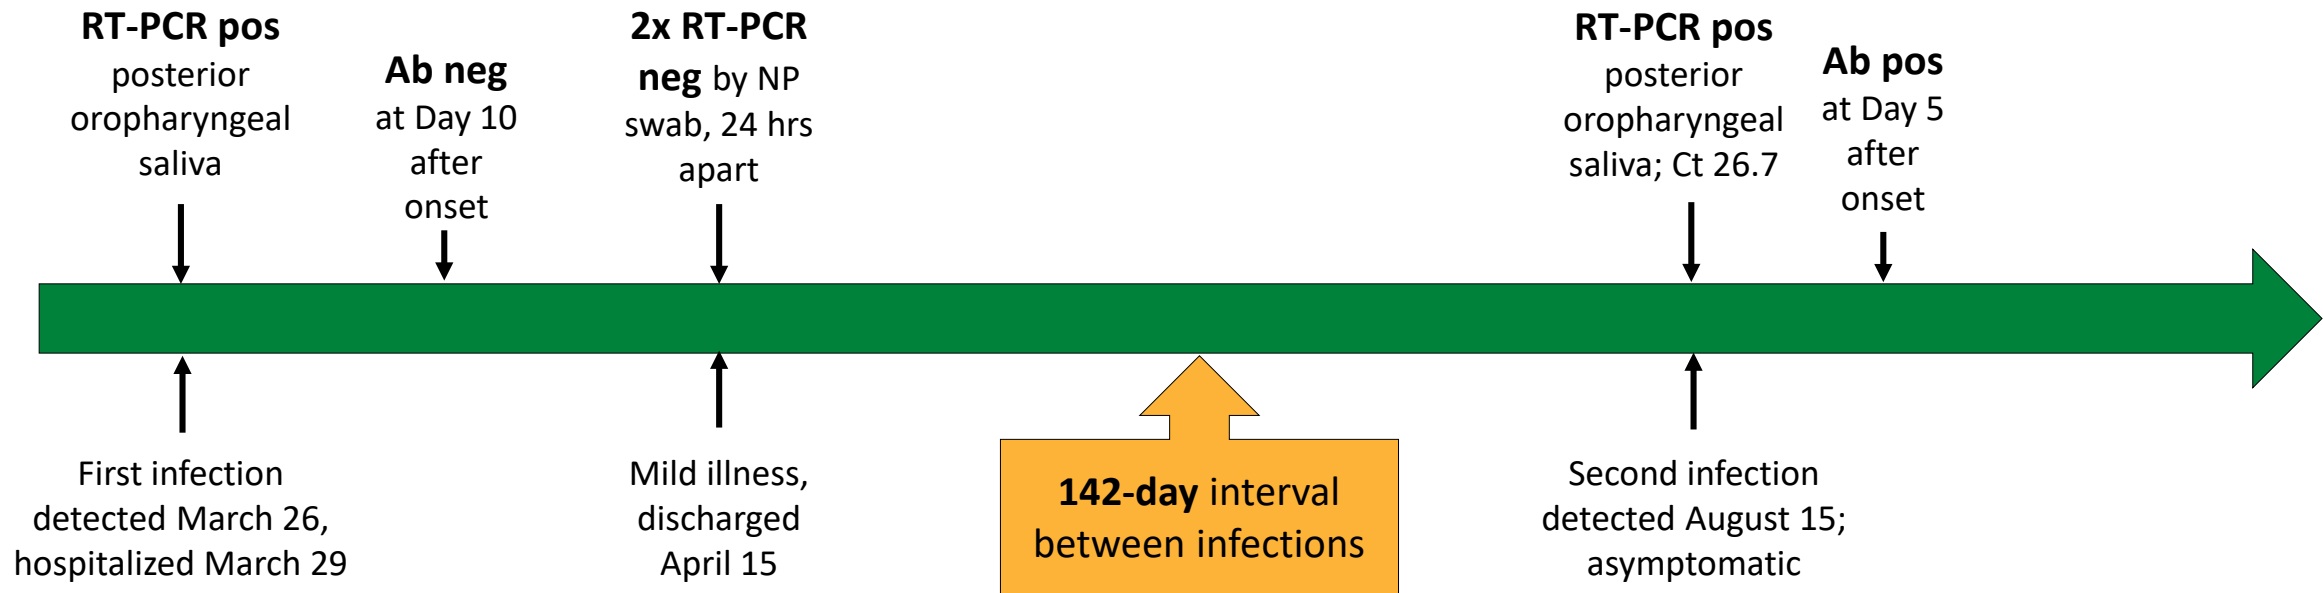 RT-PCR pos
posterior
oropharyngeal
saliva
Ab neg
at Day 10
after
onset
2x RT-PCR
neg by NP
swab, 24 hrs
apart
RT-PCR pos
posterior
oropharyngeal
saliva; Ct 26.7
Ab pos
at Day 5
after
onset
First infection
detected March 26,
hospitalized March 29
Mild illness,
discharged
April 15
142-day interval
between infections
Second infection
detected August 15;
asymptomatic